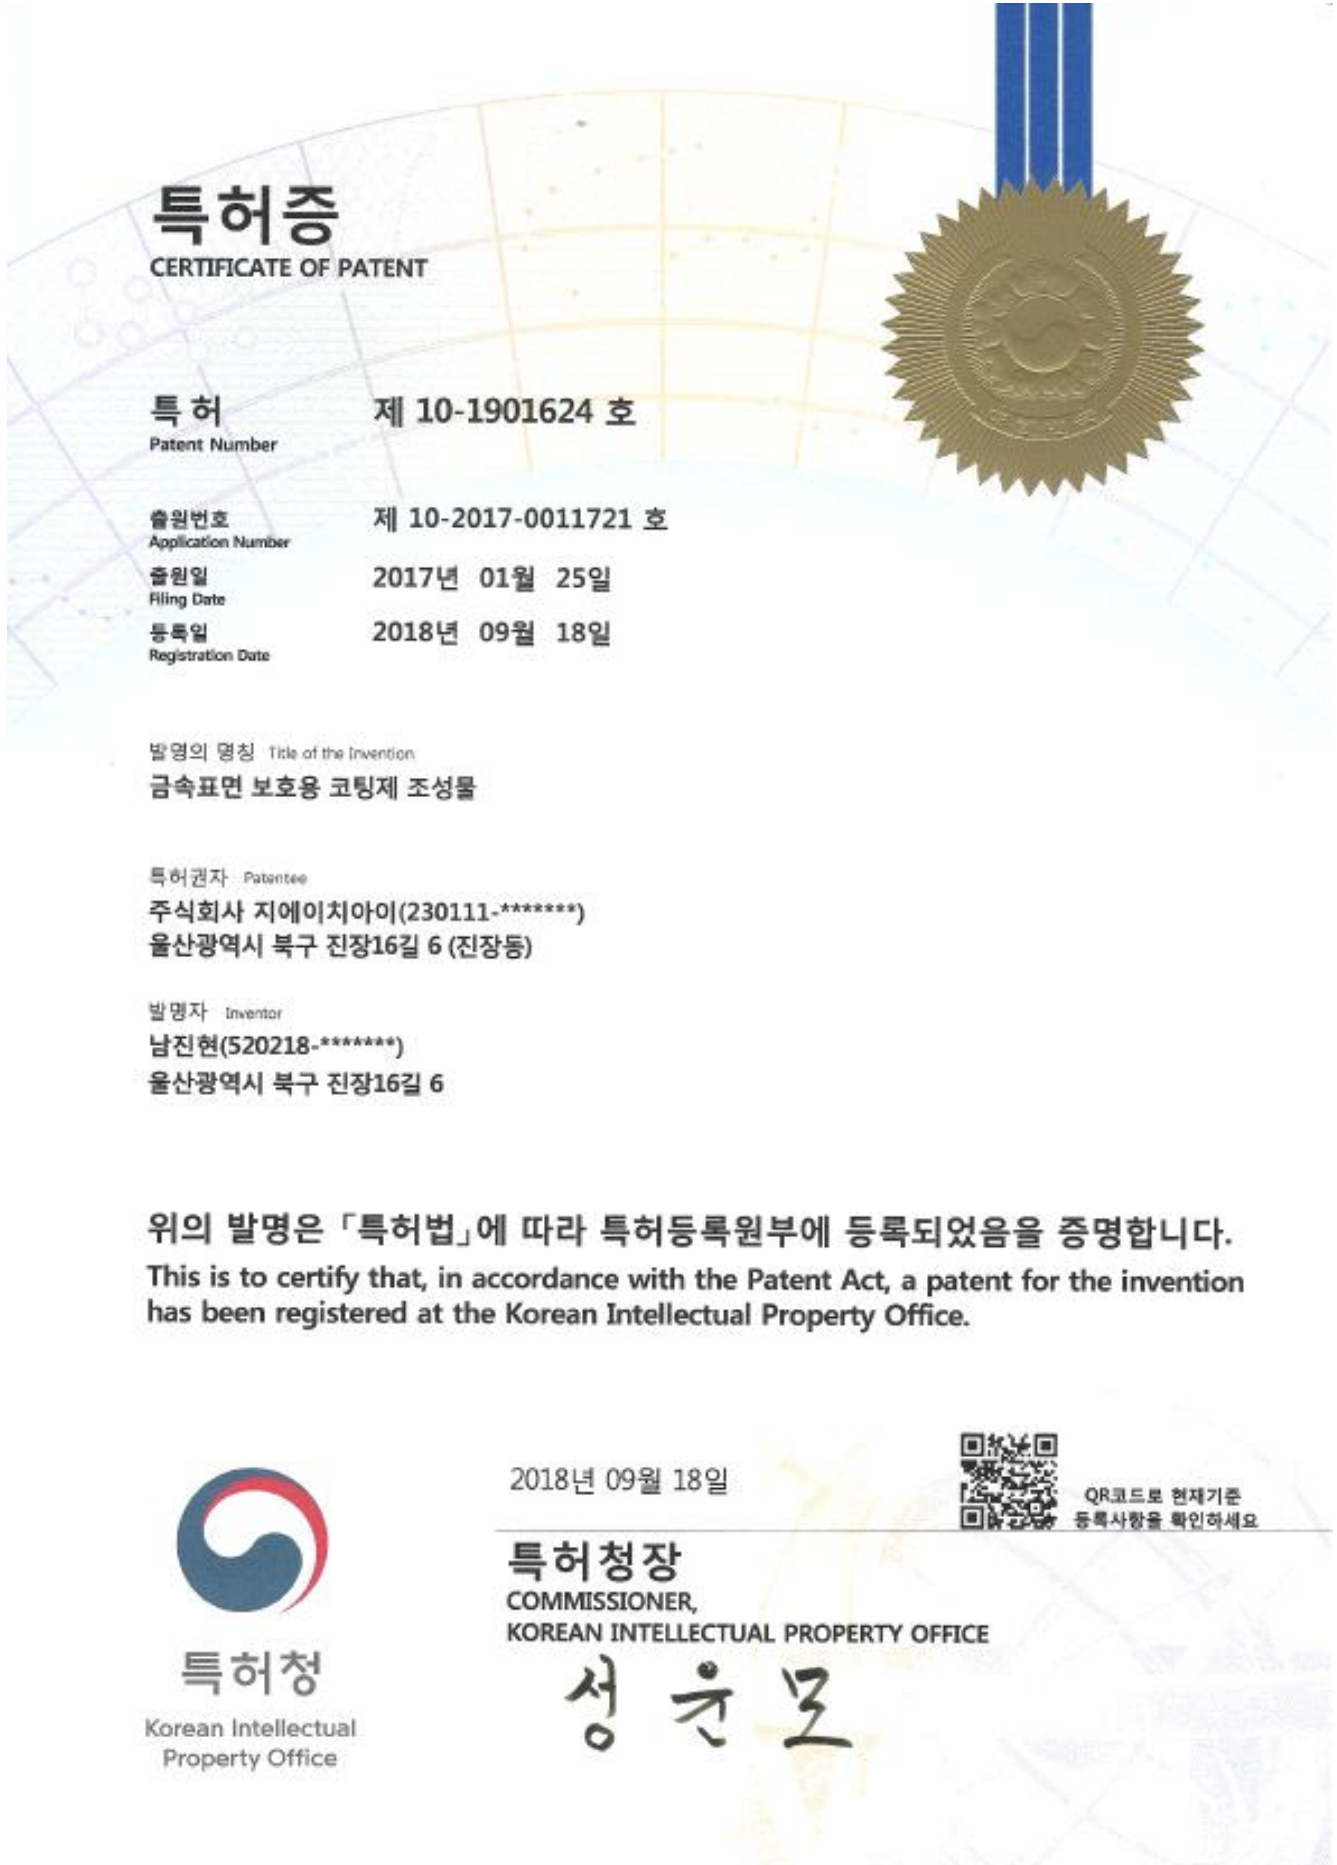 특허증
CERTIFICATE OF PATENT
특 허 제 10-1901624 호
Patent Number
출원번호 제 10-2017-0011721 호
Application Number
출원일 2017년 01월 25일
Filing Date
등록일 2018년 09월 18일
Registration Date
발명의 명칭 Title of the Invention
금속표면 보호용 코팅제 조성물
특허권자 Patentee
주식회사 지에이치아이(230111-*******)
울산광역시 북구 진장16길 6 (진장동)
발명자 Inventor
남진현(520218-*******)
울산광역시 북구 진장16길 6
위의 발명은 「특허법」에 따라 특허등록원부에 등록되었음을 증명합니다.
This is to certify that, in accordance with the Patent Act, a patent for the invention
has been registered at the Korean Intellectual Property Office.
2018년 09월 18일
QR코드로 현재기준
등록사항을 확인하세요
특허청장
COMMISSIONER,
KOREAN INTELLECTUAL PROPERTY OFFICE
성 윤 모
특허청
Korean Intellectual
Property Office